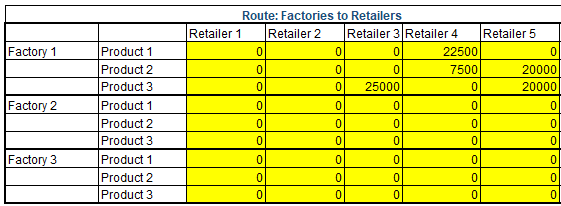 Route: Factories to Retailers
Retailer 1 Retailer 2 Retailer 3 Retailer 4 Retailer 5
Factory 1 Product 1 0 0 0 22500 0
Product 2 0 0 0 7500 20000
Product 3 0 0 25000 0 20000
Factory 2 Product 1 0 0 0 0 0
Product 2 0 0 0 0 0
Product 3 0 0 0 0 0
Factory 3 Product 1 0 0 0 0 0
Product 2 0 0 0 0 0
Product 3 0 0 0 0 0